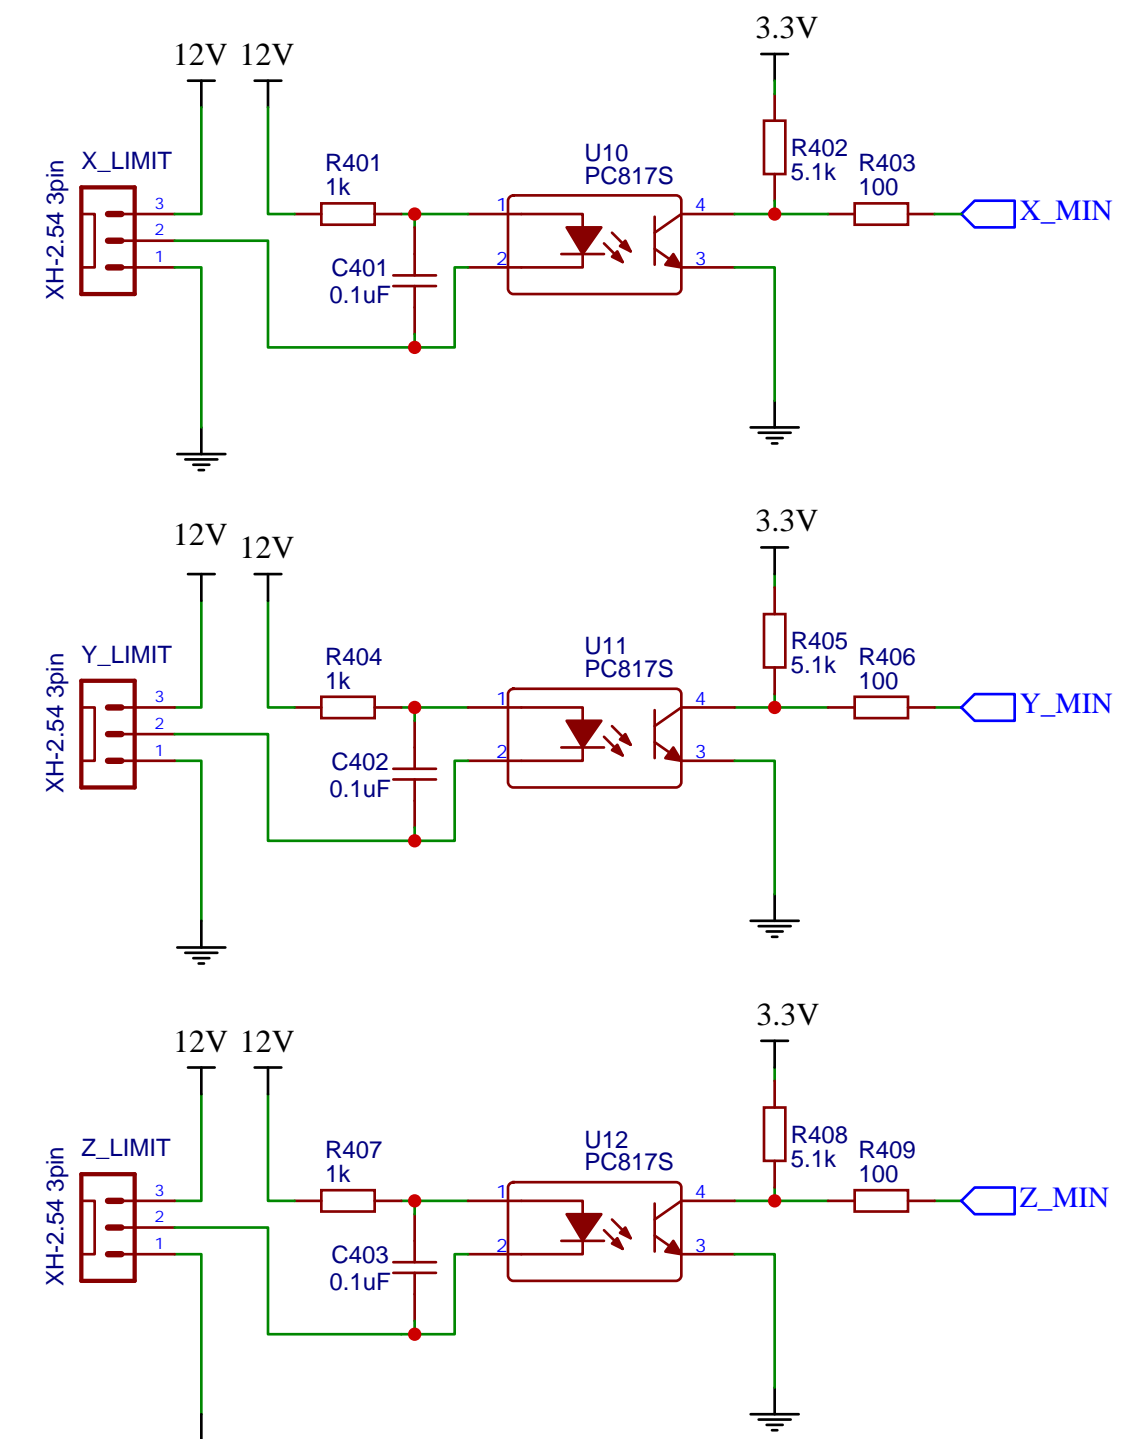 3.3V
12V 12V
X_LIMIT
XH-2.54 3pin
3
2
1
R401
1k
C401
0.1uF
U10
PC817S
1
2
4
3
R402
5.1k
R403
100
X_MIN
3.3V
12V 12V
Y_LIMIT
XH-2.54 3pin
3
2
1
R404
1k
C402
0.1uF
U11
PC817S
1
2
4
3
R405
5.1k
R406
100
Y_MIN
3.3V
12V 12V
Z_LIMIT
XH-2.54 3pin
3
2
1
R407
1k
C403
0.1uF
U12
PC817S
1
2
4
3
R408
5.1k
R409
100
Z_MIN